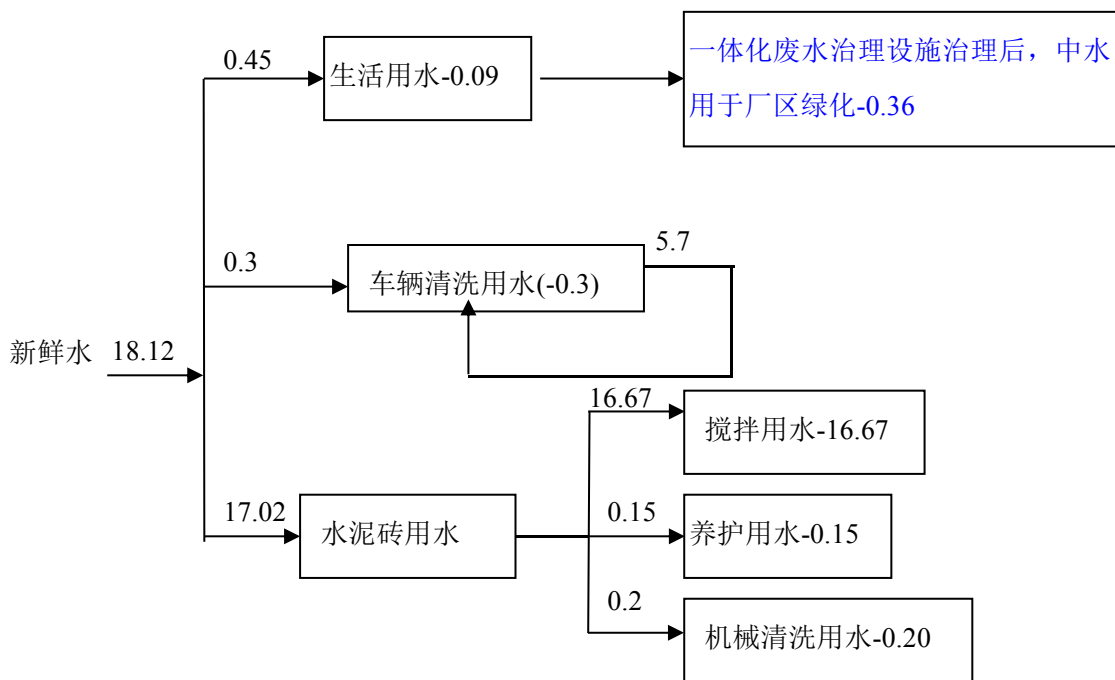 0.45
生活用水-0.09
一体化废水治理设施治理后，中水
用于厂区绿化-0.36
5.7
0.3
车辆清洗用水(-0.3)
新鲜水
18.12
16.67
搅拌用水-16.67
17.02
水泥砖用水
0.15
养护用水-0.15
0.2
机械清洗用水-0.20